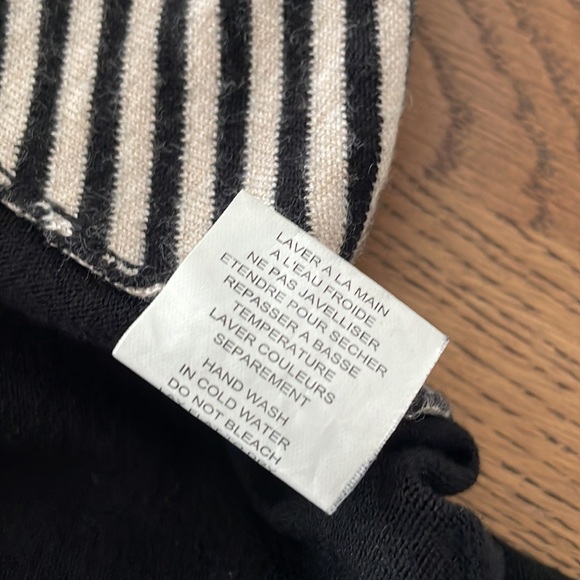 LAVER A LA MAIN
A L'EAU FROIDE
NE PAS JAVELLISER
ETENDRE POUR SECHER
REPASSER A BASSE
TEMPERATURE
LAVER COULEURS
SEPAREMENT
HAND WASH
IN COLD WATER
DO NOT BLEACH